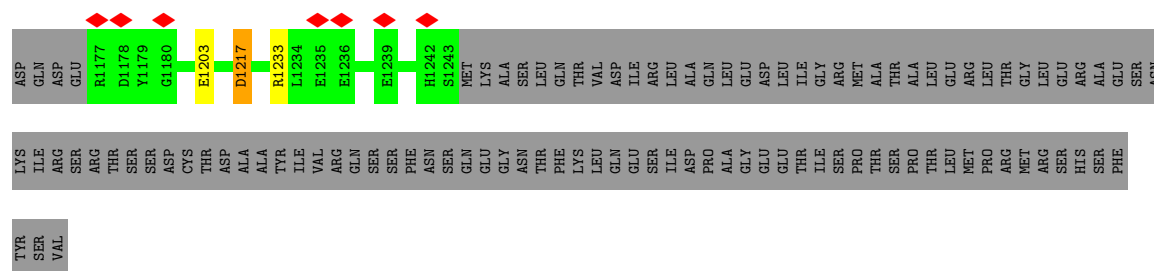 ASP GLN ASP GLU R1177 D1178 Y1179 G1180 E1203 D1217 R1233 L1234 E1235 E1236 E1239 H1242 S1243 MET LYS ALA SER LEU GLN THR VAL ASP ILE ARG LEU ALA GLN LEU GLU ASP LEU ILE GLY ARG MET ALA THR ALA LEU GLU ARG LEU THR GLY LEU GLU ARG ALA GLU SER ASN
LYS ILE ARG SER ARG THR SER SER ASP CYS THR ASP ALA ALA TYR ILE VAL ARG GLN SER SER PHE ASN SER GLN GLU GLY ASN THR PHE LYS LEU GLN GLU SER ILE ASP PRO ALA GLY GLU GLU THR ILE SER PRO THR SER PRO THR LEU MET PRO ARG MET ARG SER HIS SER PHE
TYR SER VAL